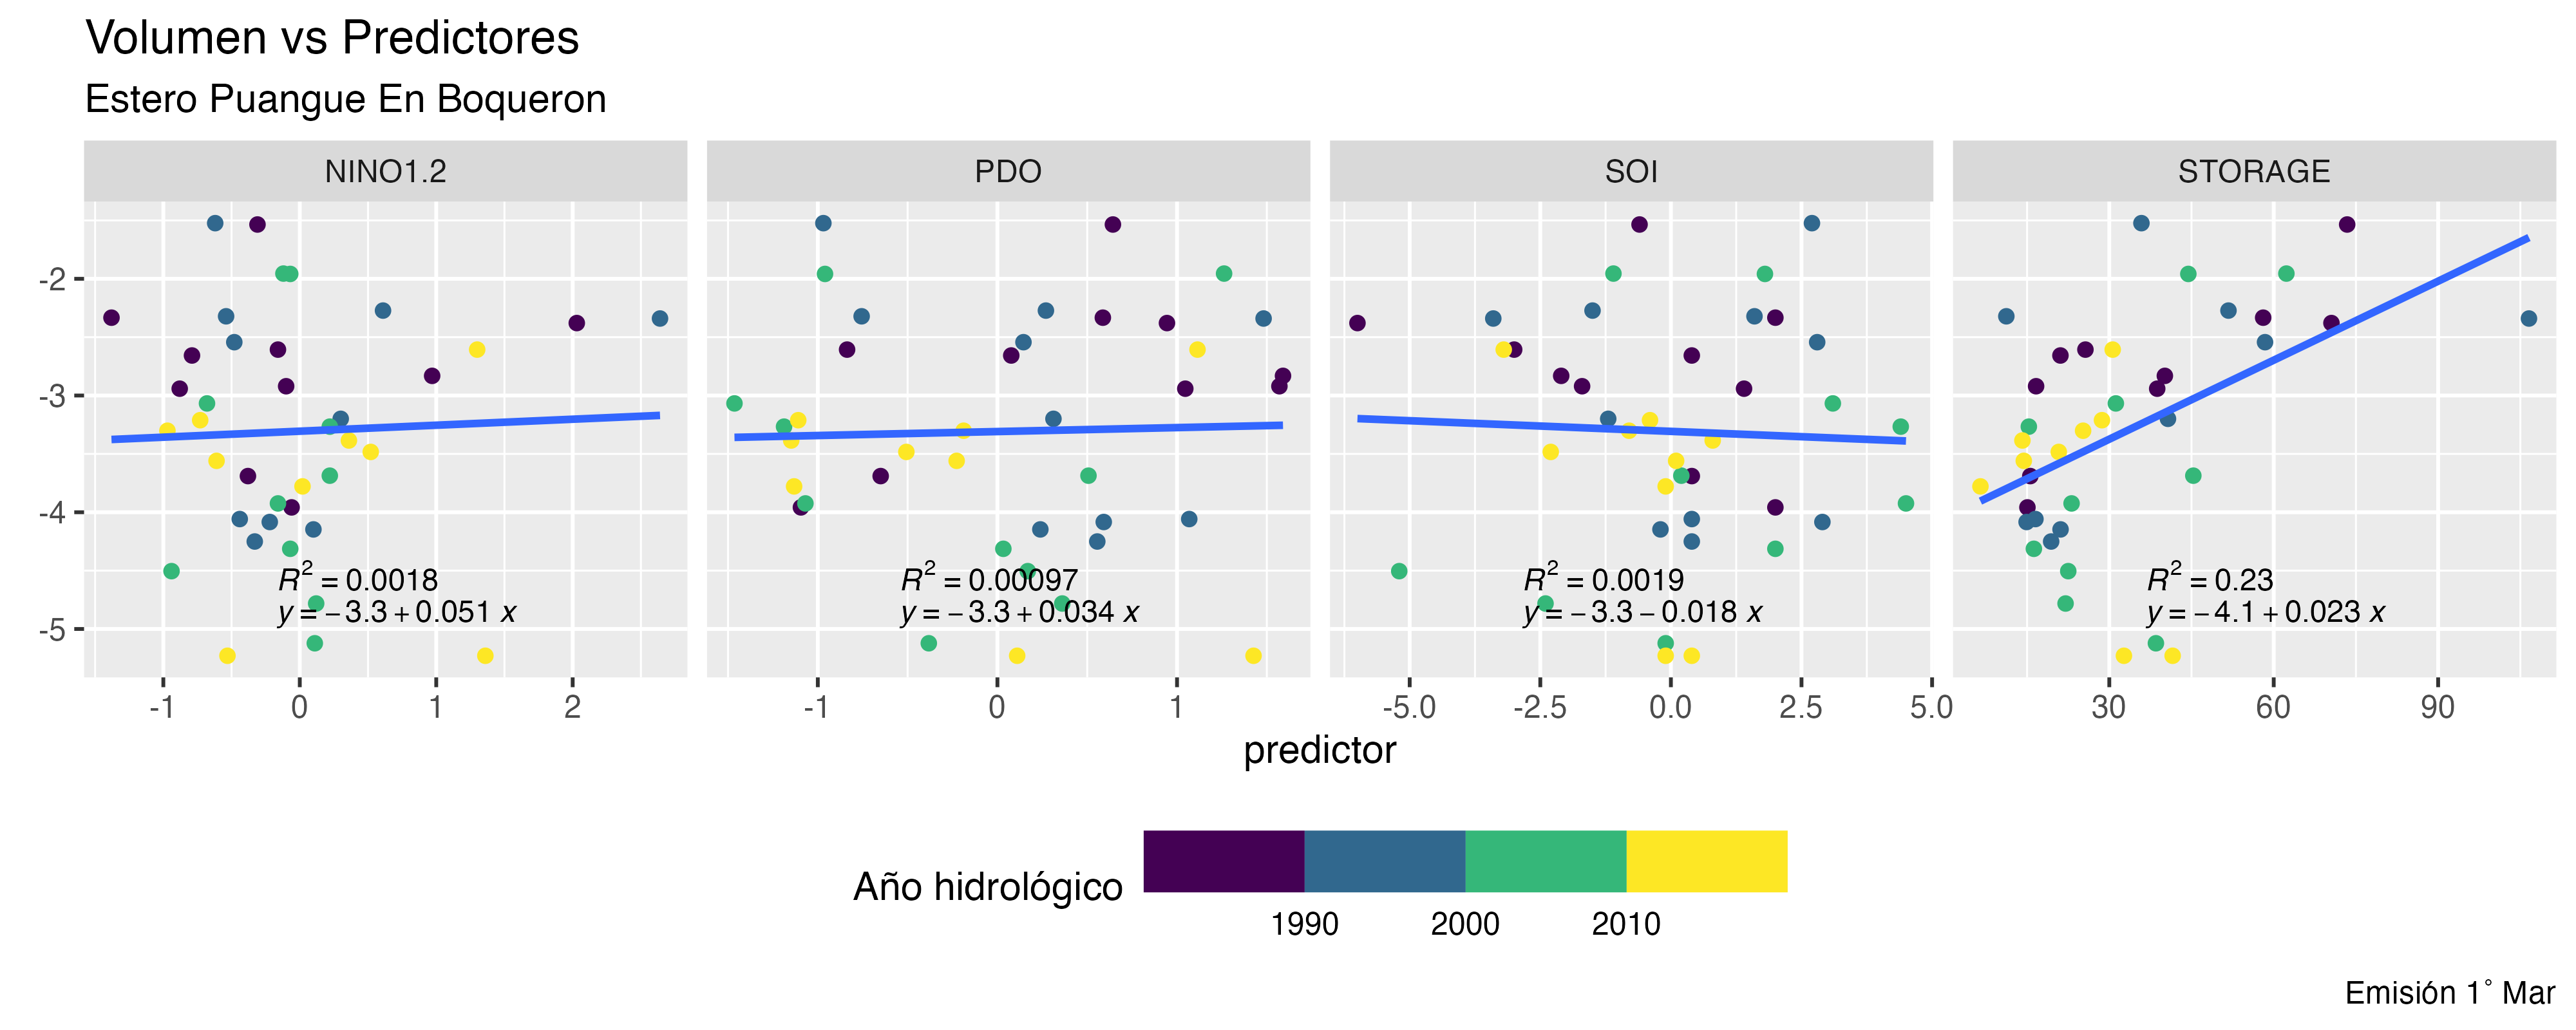 Volumen vs Predictores
Estero Puangue En Boqueron
NINO1.2 PDO SOI STORAGE
-2
-3
-4
-5
R² = 0.0018
y = −3.3 + 0.051 x
R² = 0.00097
y = −3.3 + 0.034 x
R² = 0.0019
y = −3.3 − 0.018 x
R² = 0.23
y = −4.1 + 0.023 x
-1 0 1 2 -1 0 1 -5.0 -2.5 0.0 2.5 5.0 30 60 90
predictor
Año hidrológico
1990 2000 2010
Emisión 1° Mar